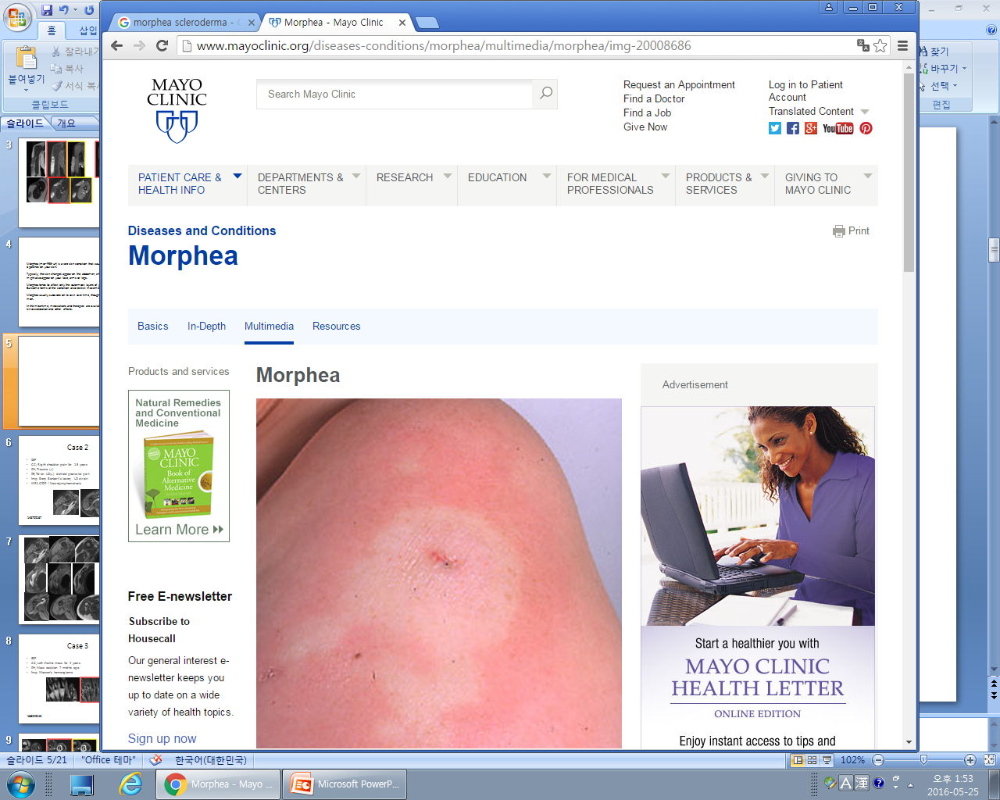 morphea scleroderma -
Morphea - Mayo Clinic
www.mayoclinic.org/diseases-conditions/morphea/multimedia/morphea/img-20008686
홈
삽입
붙여넣기
잘라내기
복사
서식 복사
클립보드
찾기
바꾸기
선택
편집
슬라이드
개요
3
4
5
6
Case 2
7
8
Case 3
9
MAYO
CLINIC
Search Mayo Clinic
Request an Appointment
Find a Doctor
Find a Job
Give Now
Log in to Patient
Account
Translated Content
YouTube
PATIENT CARE &
HEALTH INFO
DEPARTMENTS &
CENTERS
RESEARCH
EDUCATION
FOR MEDICAL
PROFESSIONALS
PRODUCTS &
SERVICES
GIVING TO
MAYO CLINIC
Diseases and Conditions
Morphea
Print
Basics
In-Depth
Multimedia
Resources
Products and services
Natural Remedies
and Conventional
Medicine
MAYO
CLINIC
Book of
Alternative
Medicine
Learn More
Free E-newsletter
Subscribe to
Housecall
Our general interest e-
newsletter keeps you
up to date on a wide
variety of health topics.
Sign up now
Morphea
Advertisement
Start a healthier you with
MAYO CLINIC
HEALTH LETTER
ONLINE EDITION
Enjoy instant access to tips and
슬라이드 5/21
"Office 테마"
한국어(대한민국)
102%
Morphea - Mayo ...
Microsoft PowerP...
A 漢
오후 1:53
2016-05-25